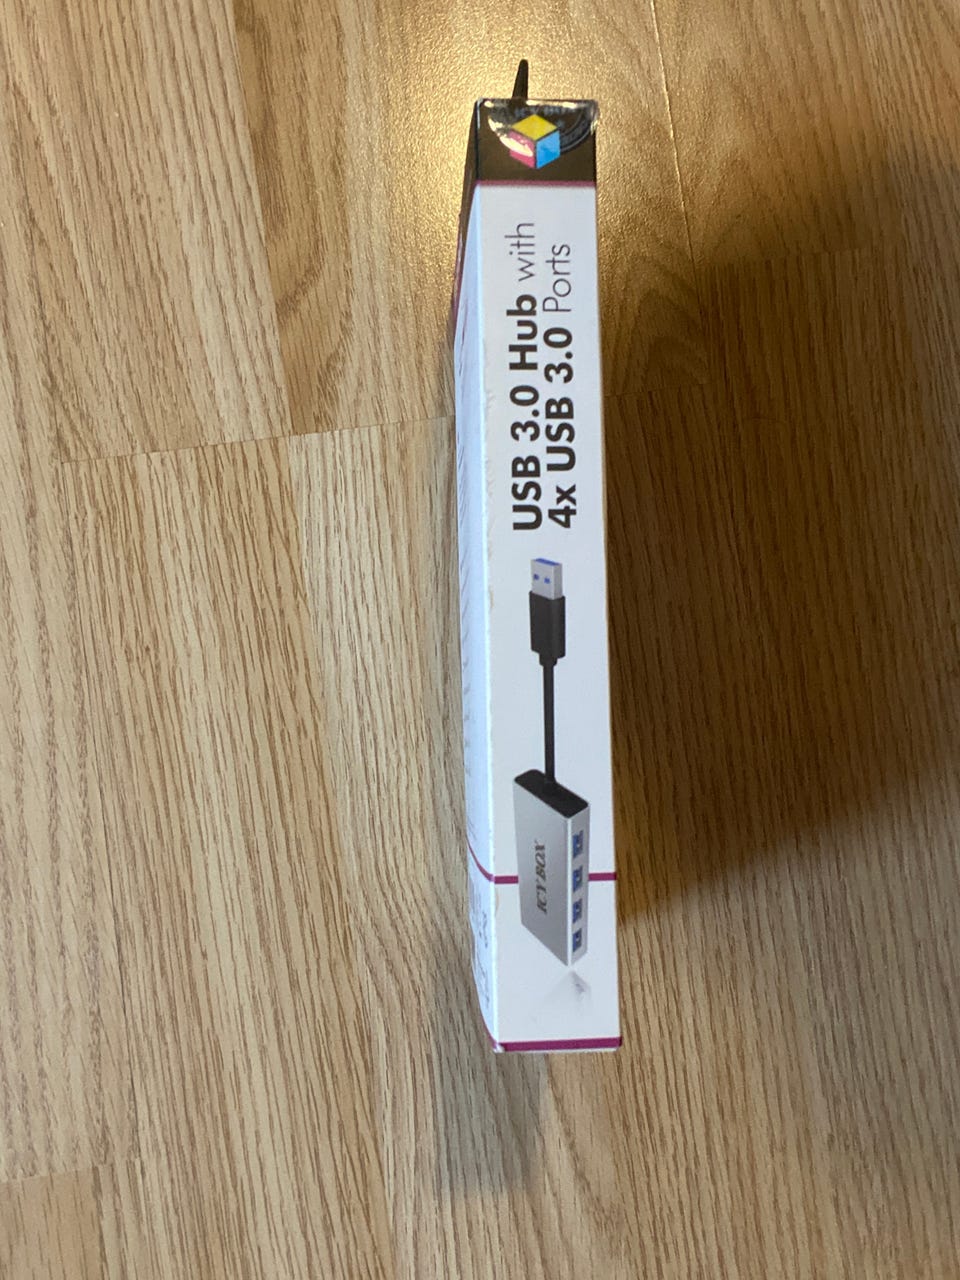 USB 3.0 Hub with
4x USB 3.0 Ports
ICY BOX